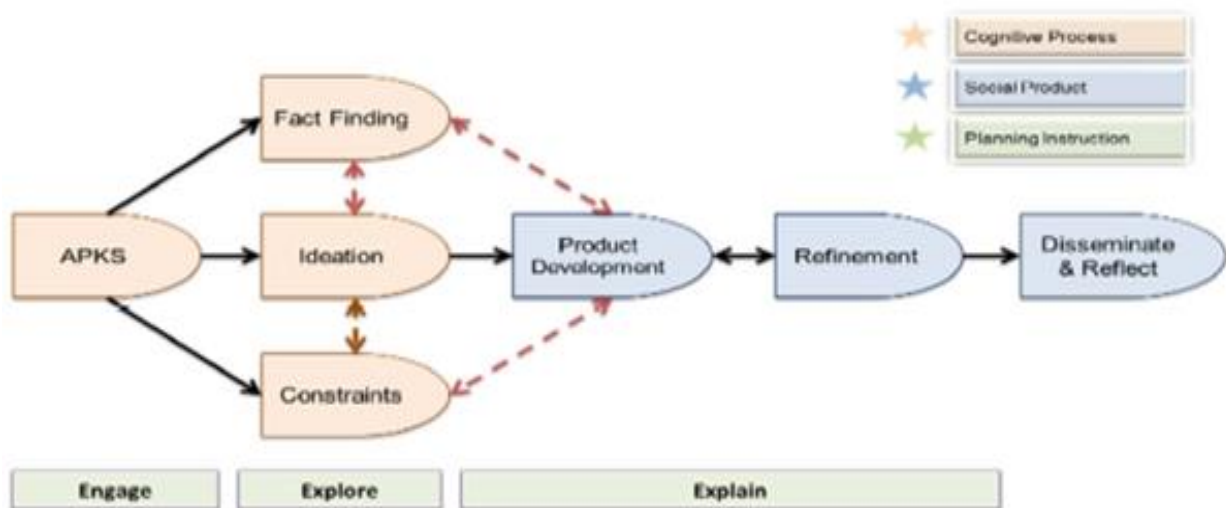 Cognitive Process
Social Product
Planning Instruction
Fact Finding
APKS
Ideation
Product
Development
Refinement
Disseminate
& Reflect
Constraints
Engage
Explore
Explain